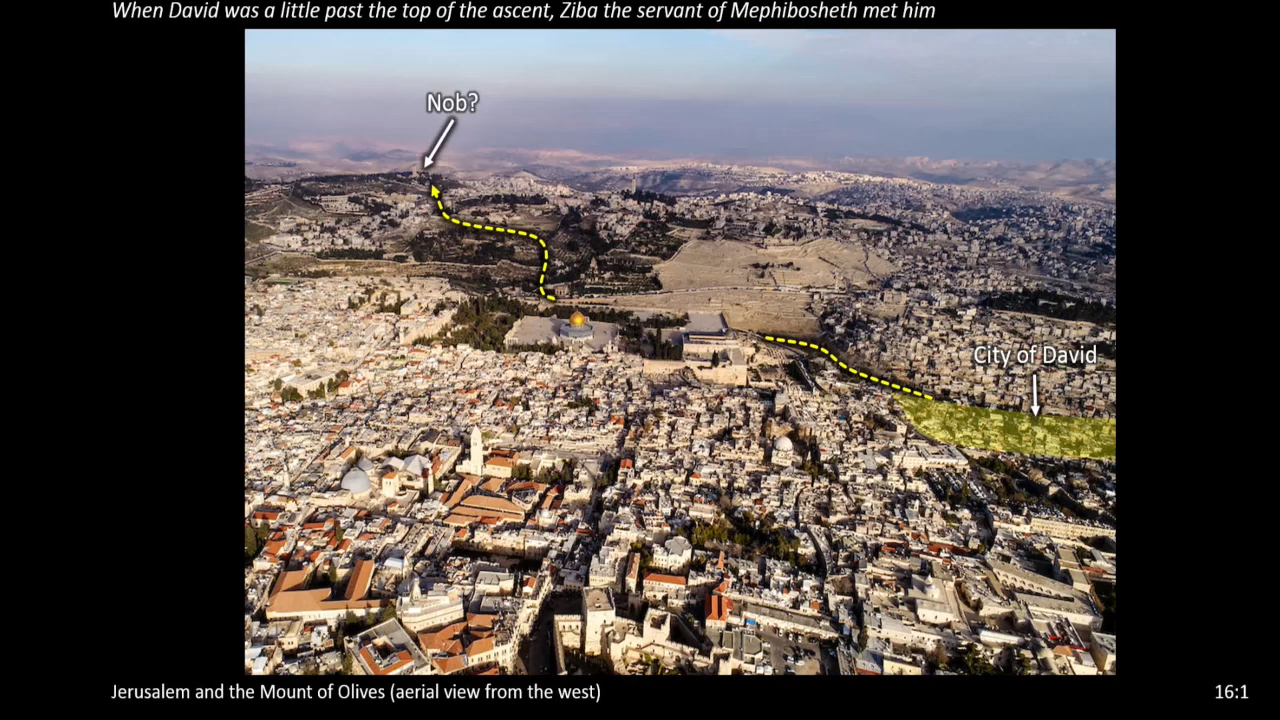 When David was a little past the top of the ascent, Ziba the servant of Mephibosheth met him
Nob?
City of David
Jerusalem and the Mount of Olives (aerial view from the west)
16:1